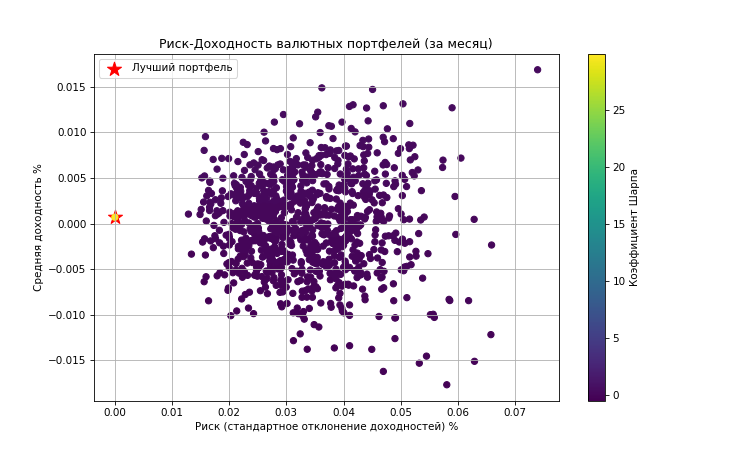 Риск-Доходность валютных портфелей (за месяц)
Лучший портфель
Средняя доходность %
0.015
0.010
0.005
0.000
−0.005
−0.010
−0.015
0.00 0.01 0.02 0.03 0.04 0.05 0.06 0.07
Риск (стандартное отклонение доходностей) %
25
20
15
10
5
0
Коэффициент Шарпа